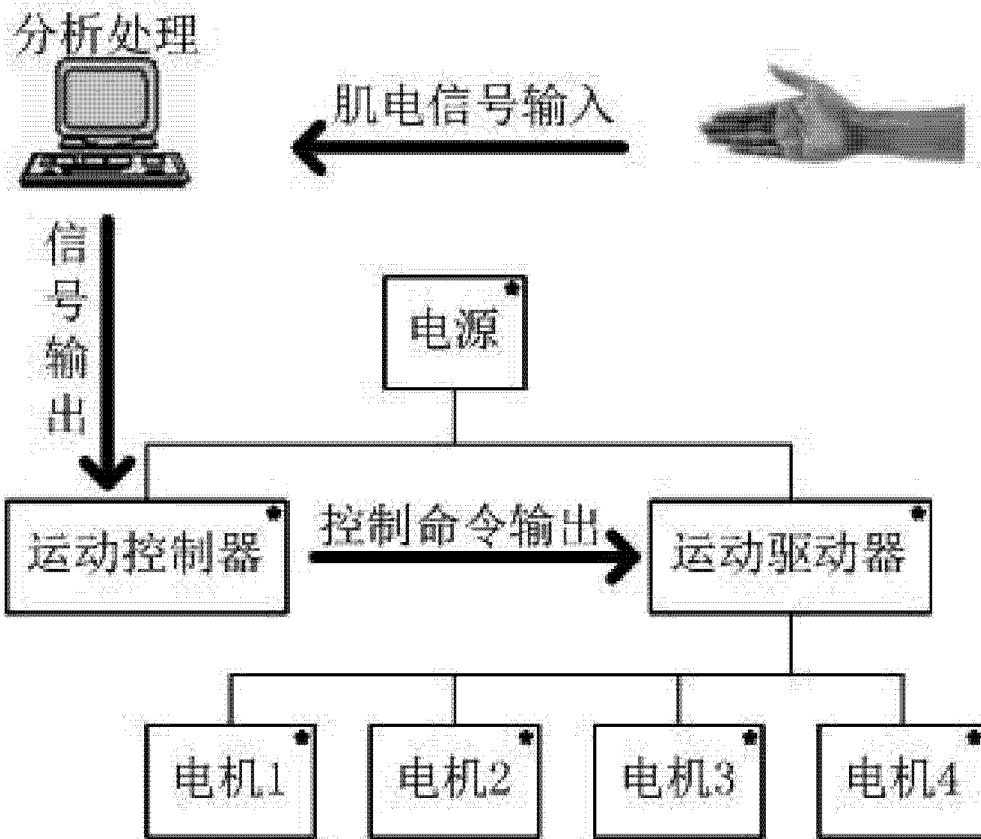 分析处理
肌电信号输入
信号输出
电源
运动控制器
控制命令输出
运动驱动器
电机1
电机2
电机3
电机4